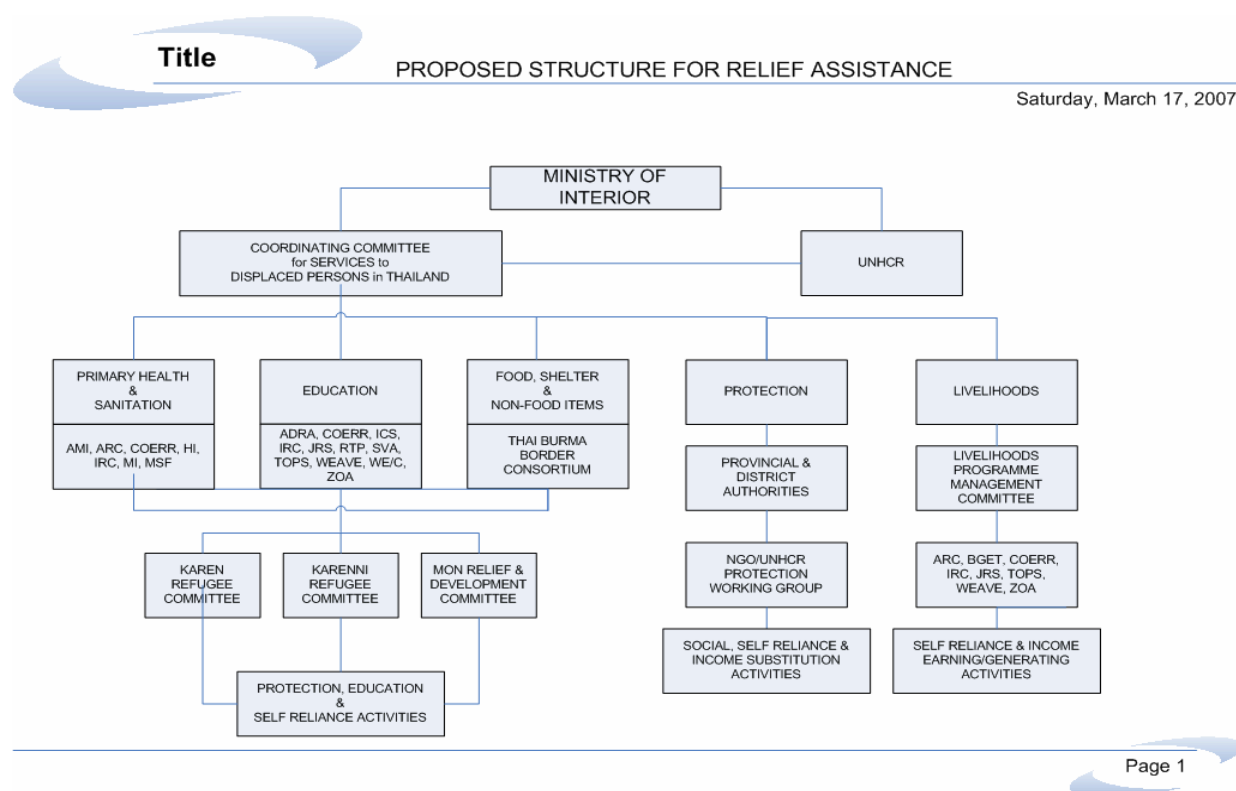 Title
PROPOSED STRUCTURE FOR RELIEF ASSISTANCE
Saturday, March 17, 2007
MINISTRY OF
INTERIOR
COORDINATING COMMITTEE
for SERVICES to
DISPLACED PERSONS in THAILAND
UNHCR
PRIMARY HEALTH
&
SANITATION
EDUCATION
FOOD, SHELTER
&
NON-FOOD ITEMS
PROTECTION
LIVELIHOODS
AMI, ARC, COERR, HI,
IRC, MI, MSF
ADRA, COERR, ICS,
IRC, JRS, RTP, SVA,
TOPS, WEAVE, WE/C,
ZOA
THAI BURMA
BORDER
CONSORTIUM
PROVINCIAL &
DISTRICT
AUTHORITIES
LIVELIHOODS
PROGRAMME
MANAGEMENT
COMMITTEE
KAREN
REFUGEE
COMMITTEE
KARENNI
REFUGEE
COMMITTEE
MON RELIEF &
DEVELOPMENT
COMMITTEE
NGO/UNHCR
PROTECTION
WORKING GROUP
ARC, BGET, COERR,
IRC, JRS, TOPS,
WEAVE, ZOA
PROTECTION, EDUCATION
&
SELF RELIANCE ACTIVITIES
SOCIAL, SELF RELIANCE &
INCOME SUBSTITUTION
ACTIVITIES
SELF RELIANCE & INCOME
EARNING/GENERATING
ACTIVITIES
Page 1